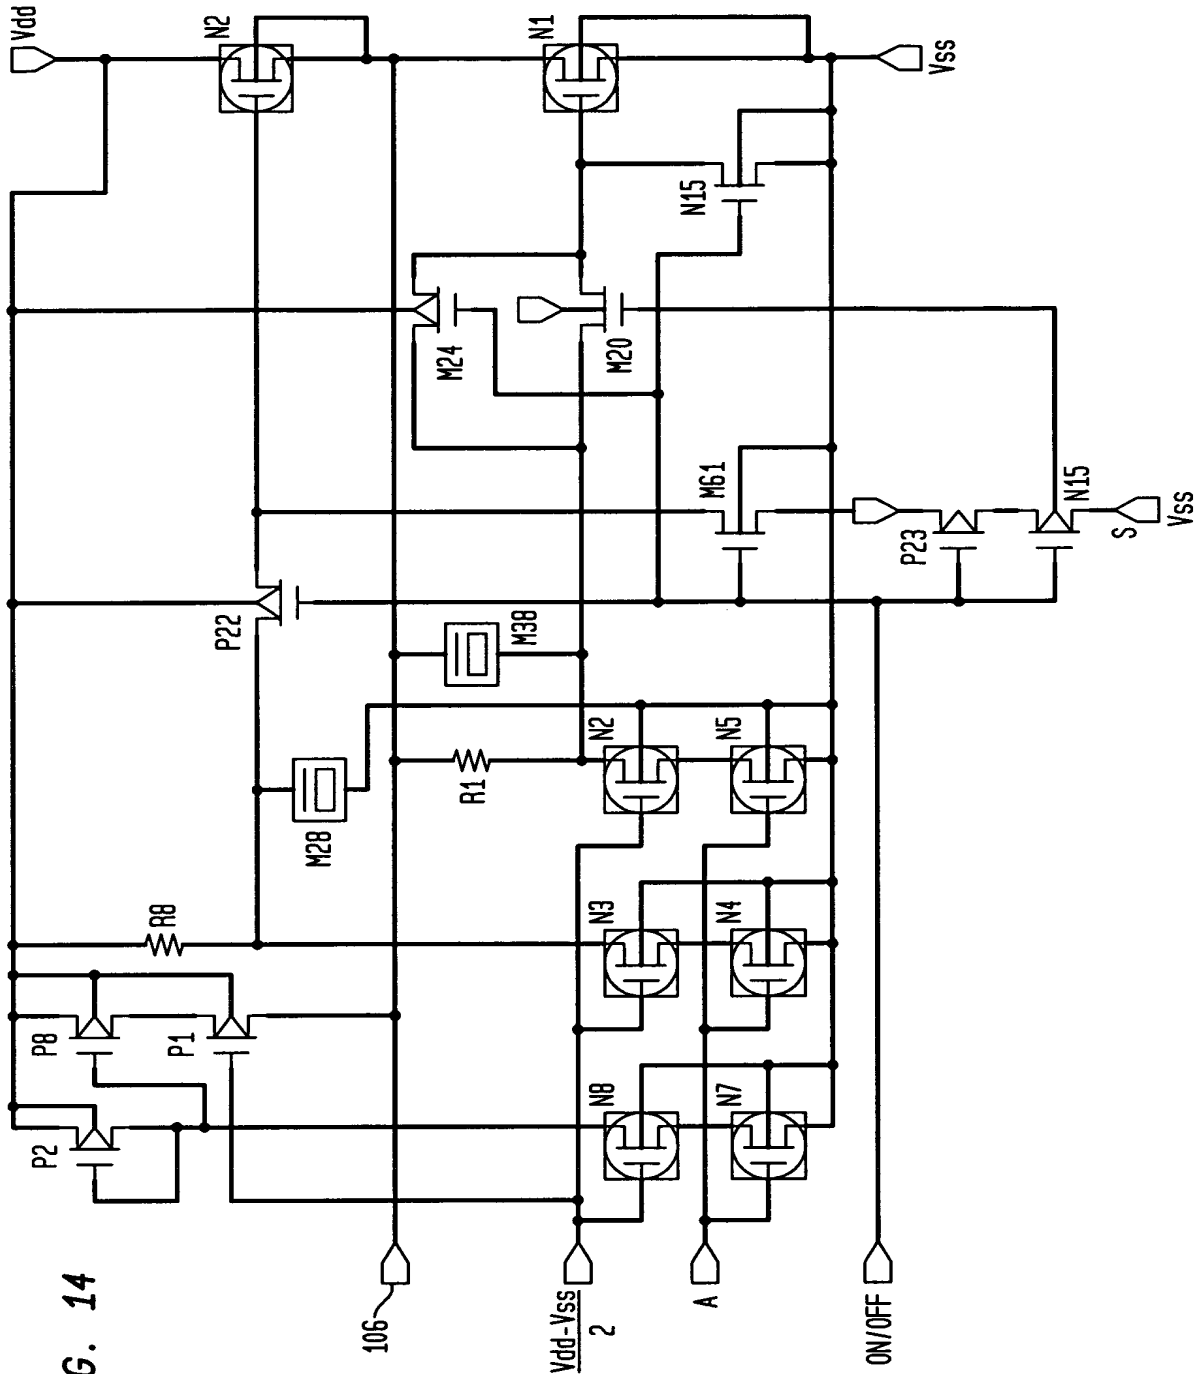 Vdd
N2
N1
Vss
N15
M24
M20
M61
P23
N15
S
Vss
P22
M38
M28
R1
N2
N5
R8
N3
N4
P8
P1
P2
N8
N7
G. 14
106
Vdd-Vss
2
A
ON/OFF